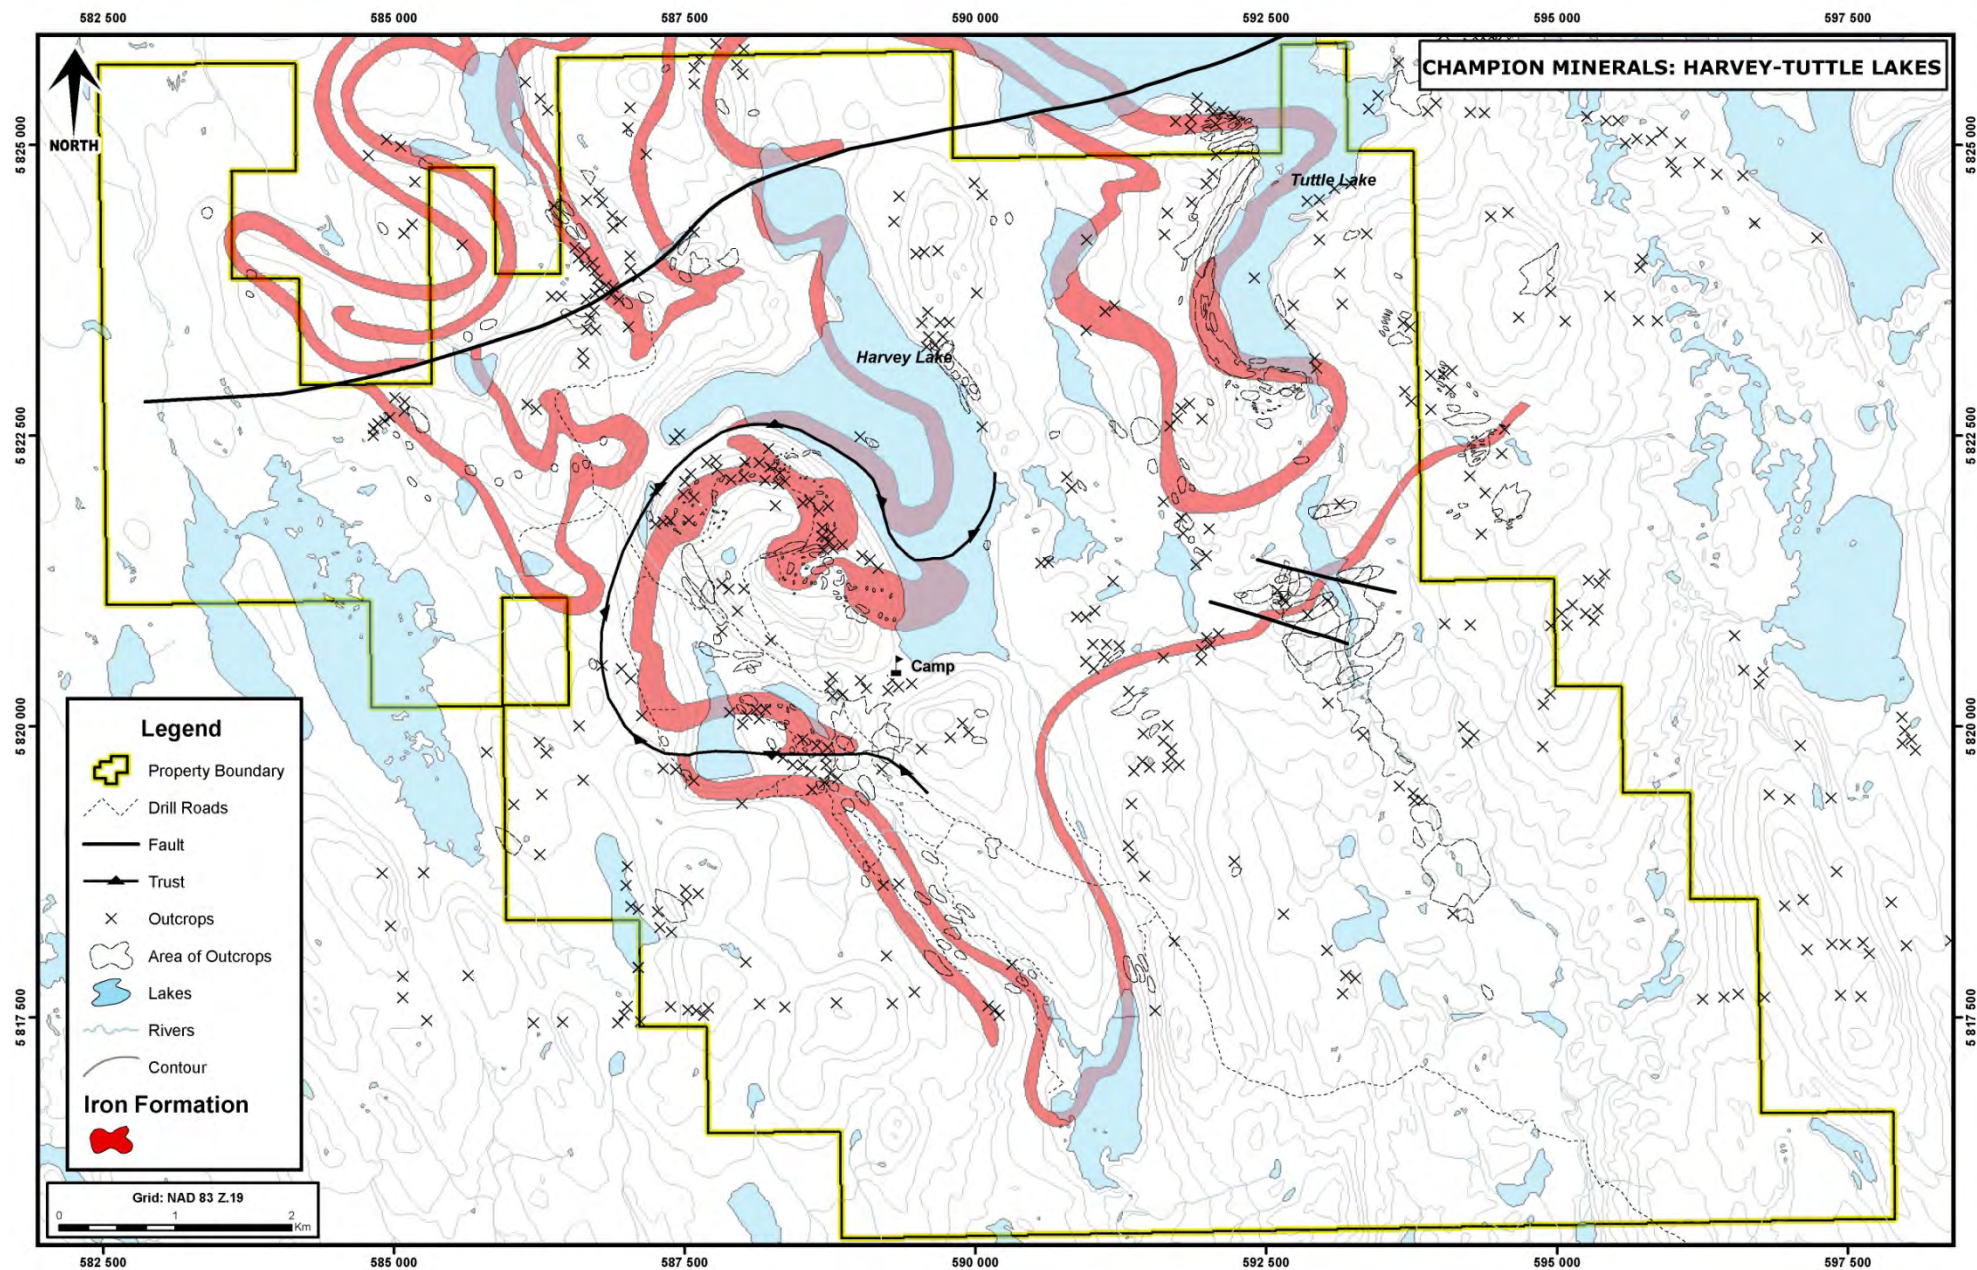 582 500 585 000 587 500 590 000 592 500 595 000 597 500
CHAMPION MINERALS: HARVEY-TUTTLE LAKES
NORTH
5 825 000
5 825 000
Tuttle Lake
Harvey Lake
5 822 500
5 822 500
Camp
5 820 000
5 820 000
Legend
Property Boundary
Drill Roads
Fault
Trust
Outcrops
Area of Outcrops
Lakes
Rivers
Contour
Iron Formation
5 817 500
5 817 500
Grid: NAD 83 Z.19
0 1 2
Km
582 500 585 000 587 500 590 000 592 500 595 000 597 500